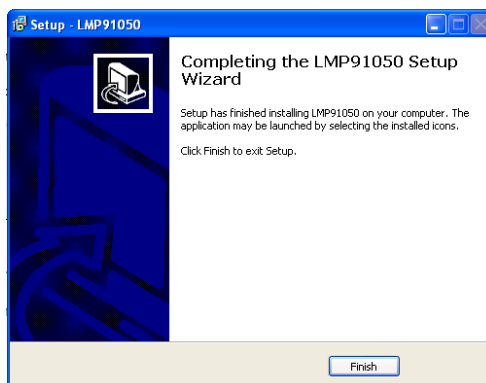 Setup - LMP91050
Completing the LMP91050 Setup
Wizard
Setup has finished installing LMP91050 on your computer. The
application may be launched by selecting the installed icons.
Click Finish to exit Setup.
Finish